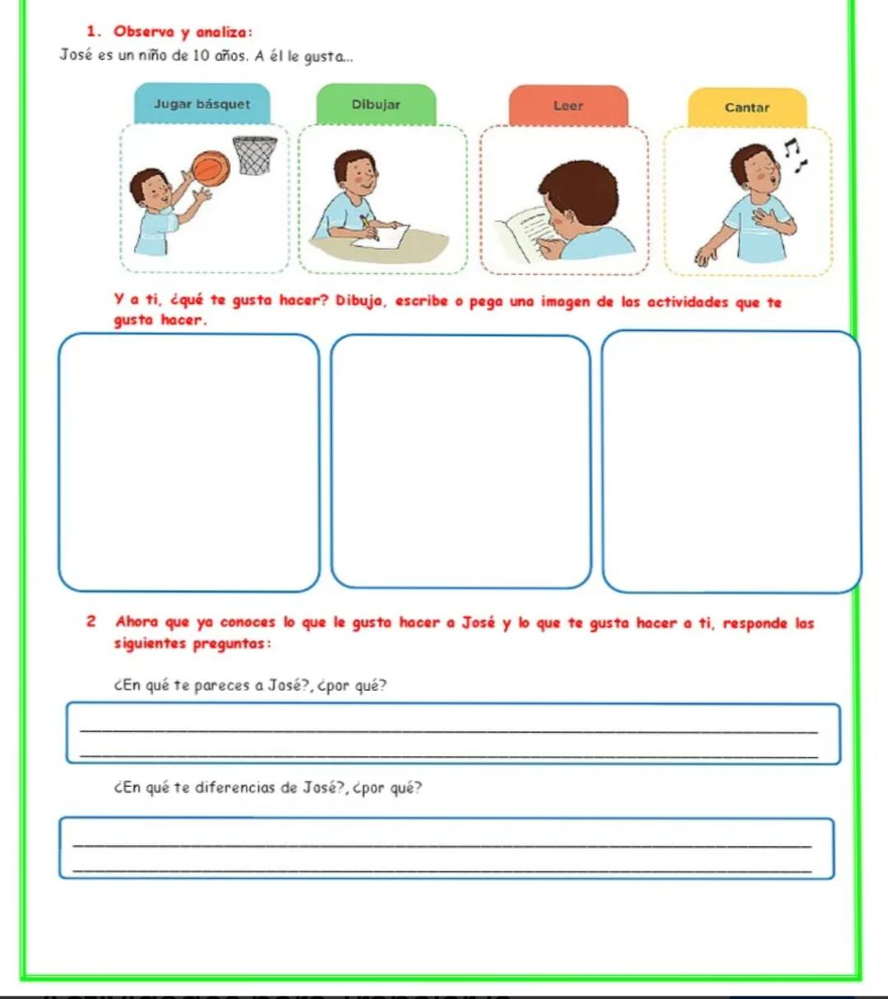 1. Observa y analiza:
José es un niño de 10 años. A él le gusta...
Jugar básquet
Dibujar
Leer
Cantar
Y a ti, ¿qué te gusta hacer? Dibuja, escribe o pega una imagen de las actividades que te
gusta hacer.
2 Ahora que ya conoces lo que le gusta hacer a José y lo que te gusta hacer a ti, responde las
siguientes preguntas:
¿En qué te pareces a José?, ¿por qué?
¿En qué te diferencias de José?, ¿por qué?